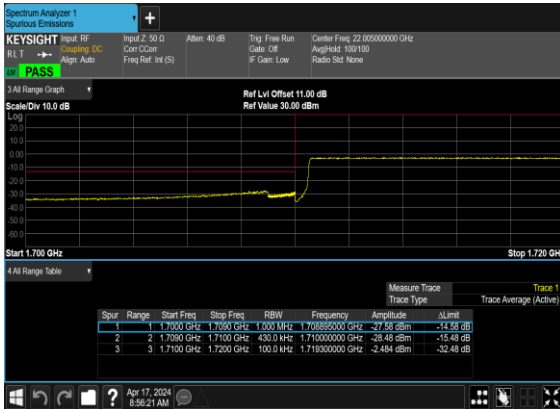 Spectrum Analyzer 1
Spurious Emissions
+
KEYSIGHT Input: RF Input Z: 50 Ω Atten: 40 dB Trig: Free Run Center Freq: 22.005000000 GHz
R L T Coupling: DC Corr CCorr Gate: Off Avg|Hold: 100/100
Align: Auto Freq Ref: Int (S) IF Gain: Low Radio Std: None
PASS
3 All Range Graph
Ref Lvl Offset 11.00 dB
Scale/Div 10.0 dB Ref Value 30.00 dBm
Log
20.0
10.0
0.00
-10.0
-20.0
-30.0
-40.0
-50.0
-60.0
Start 1.700 GHz Stop 1.720 GH
4 All Range Table
Measure Trace Trace 1
Trace Type Trace Average (Active)
Spur Range Start Freq Stop Freq RBW Frequency Amplitude ΔLimit
1 1 1.7000 GHz 1.7090 GHz 1.000 MHz 1.708895000 GHz -27.58 dBm -14.58 dB
2 2 1.7090 GHz 1.7100 GHz 430.0 kHz 1.710000000 GHz -28.48 dBm -15.48 dB
3 3 1.7100 GHz 1.7200 GHz 100.0 kHz 1.719300000 GHz -2.484 dBm -32.48 dB
? Apr 17, 2024
8:56:21 AM